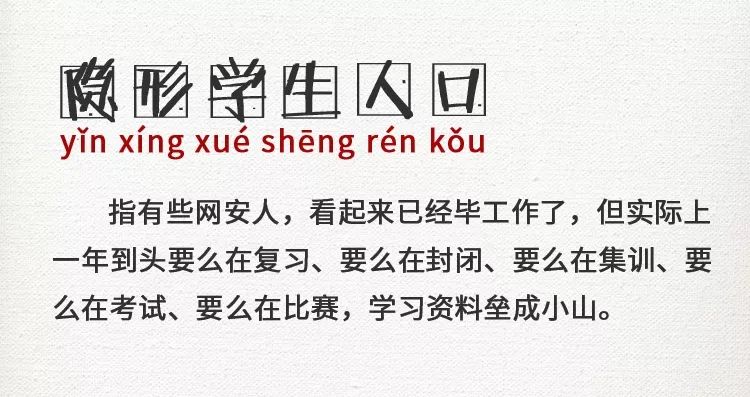 隐形学生人口
yǐn xíng xué shēng rén kǒu
指有些网安人，看起来已经毕工作了，但实际上
一年到头要么在复习、要么在封闭、要么在集训、要
么在考试、要么在比赛，学习资料垒成小山。